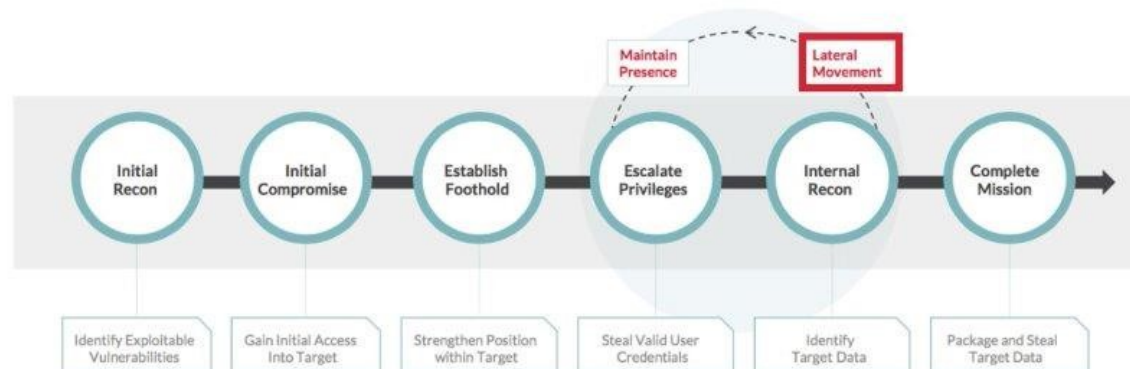 Maintain
Presence
Lateral
Movement
Initial
Recon
Initial
Compromise
Establish
Foothold
Escalate
Privileges
Internal
Recon
Complete
Mission
Identify Exploitable
Vulnerabilities
Gain Initial Access
Into Target
Strengthen Position
within Target
Steal Valid User
Credentials
Identify
Target Data
Package and Steal
Target Data